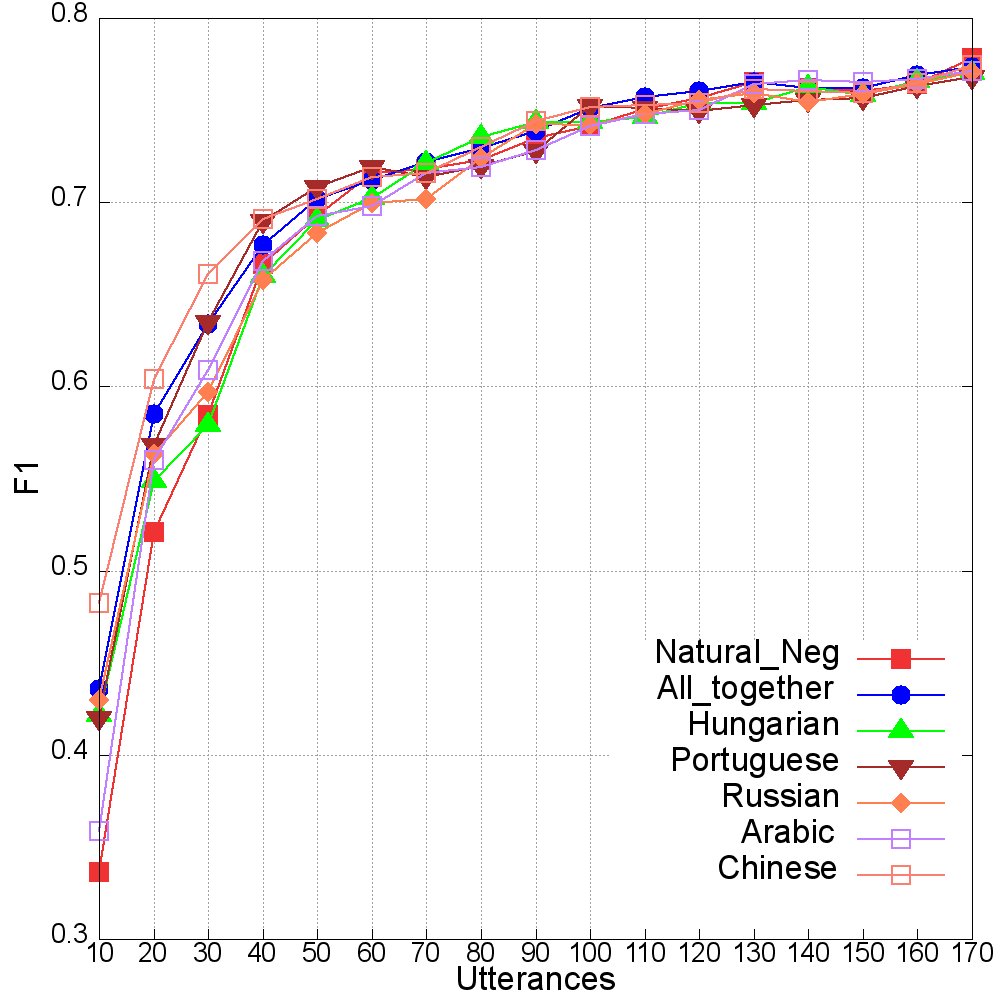 0.8
0.7
0.6
0.5
0.4
0.3
F1
Natural_Neg
All_together
Hungarian
Portuguese
Russian
Arabic
Chinese
10 20 30 40 50 60 70 80 90 100 110 120 130 140 150 160 170
Utterances